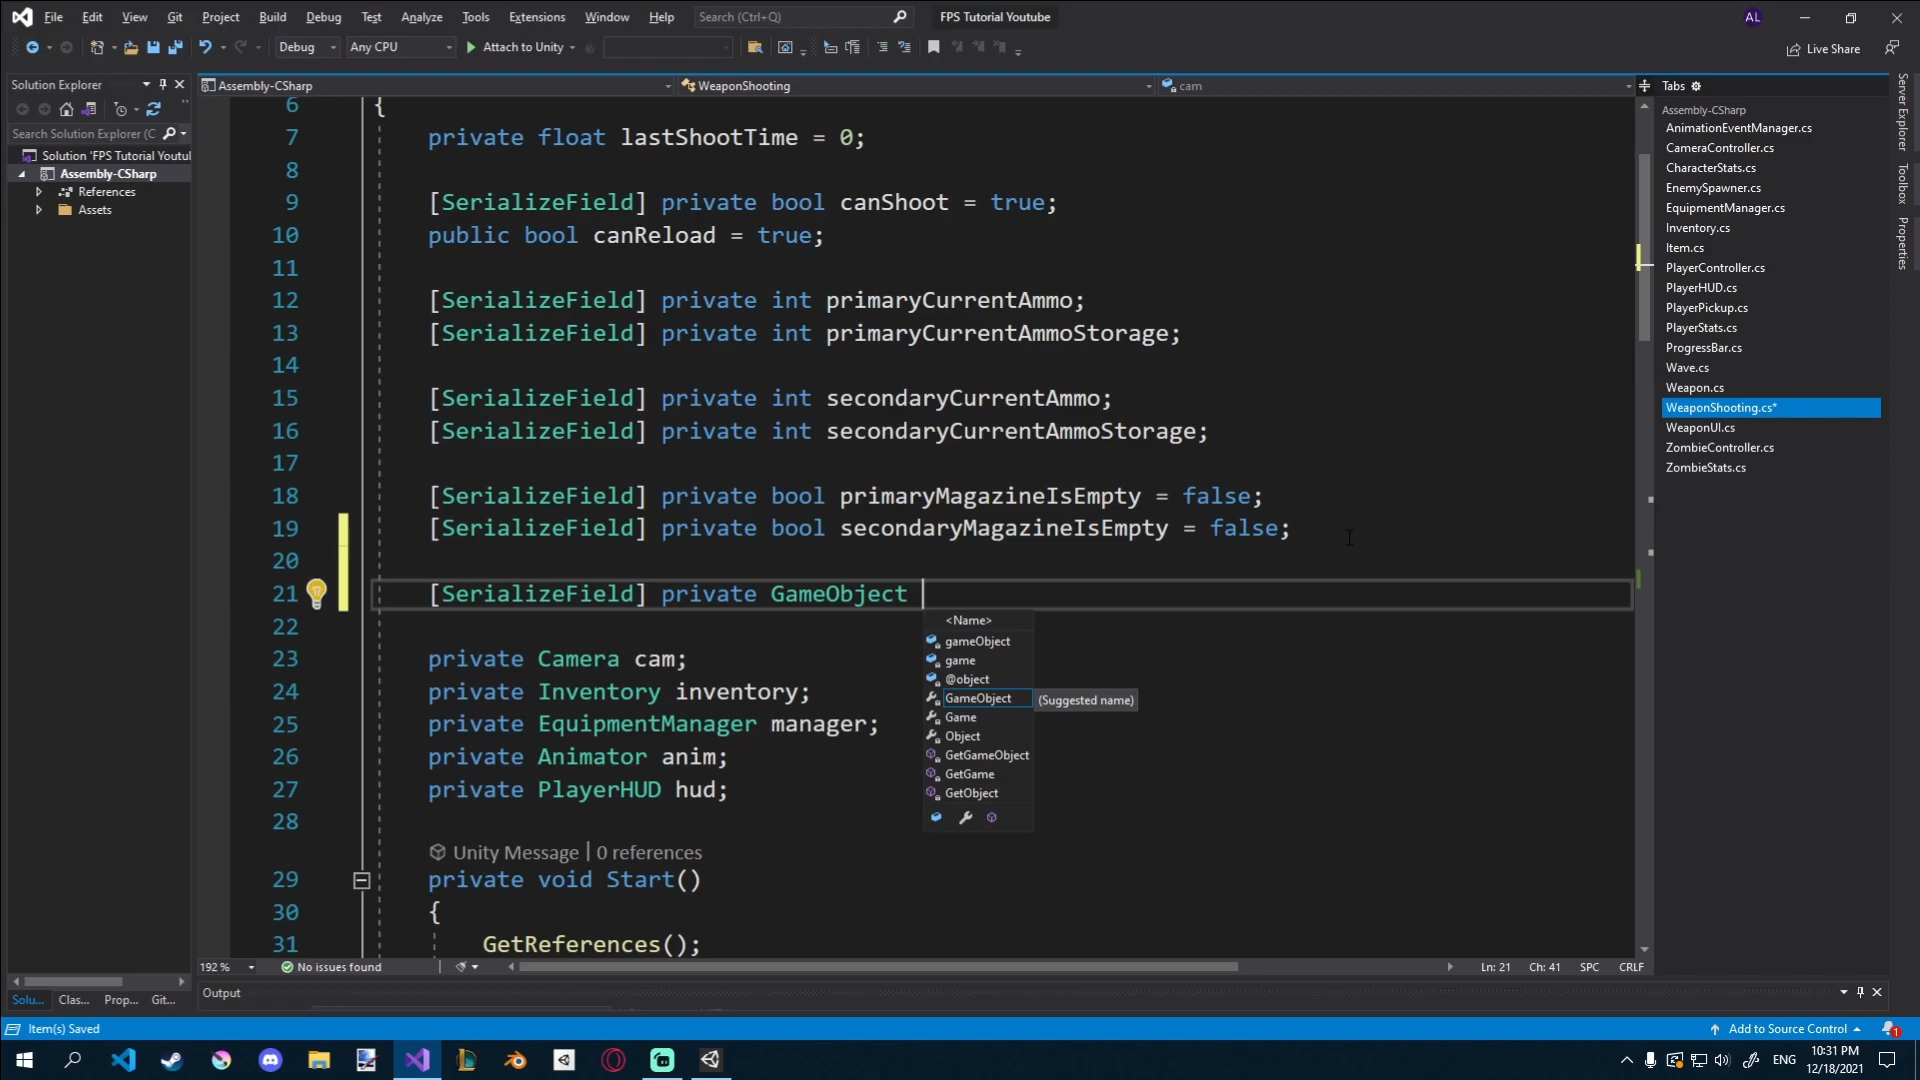 File Edit View Git Project Build Debug Test Analyze Tools Extensions Window Help Search (Ctrl+Q) FPS Tutorial Youtube AL
Debug Any CPU Attach to Unity Live Share
Solution Explorer
Search Solution Explorer (C
Solution 'FPS Tutorial Youtul
Assembly-CSharp
References
Assets
Solu... Clas... Prop... Git...
Assembly-CSharp WeaponShooting cam
6 {
7 private float lastShootTime = 0;
8
9 [SerializeField] private bool canShoot = true;
10 public bool canReload = true;
11
12 [SerializeField] private int primaryCurrentAmmo;
13 [SerializeField] private int primaryCurrentAmmoStorage;
14
15 [SerializeField] private int secondaryCurrentAmmo;
16 [SerializeField] private int secondaryCurrentAmmoStorage;
17
18 [SerializeField] private bool primaryMagazineIsEmpty = false;
19 [SerializeField] private bool secondaryMagazineIsEmpty = false;
20
21 [SerializeField] private GameObject
22
23 private Camera cam;
24 private Inventory inventory;
25 private EquipmentManager manager;
26 private Animator anim;
27 private PlayerHUD hud;
28
Unity Message | 0 references
29 private void Start()
30 {
31 GetReferences();
<Name>
gameObject
game
@object
GameObject (Suggested name)
Game
Object
GetGameObject
GetGame
GetObject
192 % No issues found Ln: 21 Ch: 41 SPC CRLF
Output
Tabs
Assembly-CSharp
AnimationEventManager.cs
CameraController.cs
CharacterStats.cs
EnemySpawner.cs
EquipmentManager.cs
Inventory.cs
Item.cs
PlayerController.cs
PlayerHUD.cs
PlayerPickup.cs
PlayerStats.cs
ProgressBar.cs
Wave.cs
Weapon.cs
WeaponShooting.cs*
WeaponUI.cs
ZombieController.cs
ZombieStats.cs
Server Explorer
Toolbox
Properties
Item(s) Saved Add to Source Control 1
ENG 10:31 PM
12/18/2021